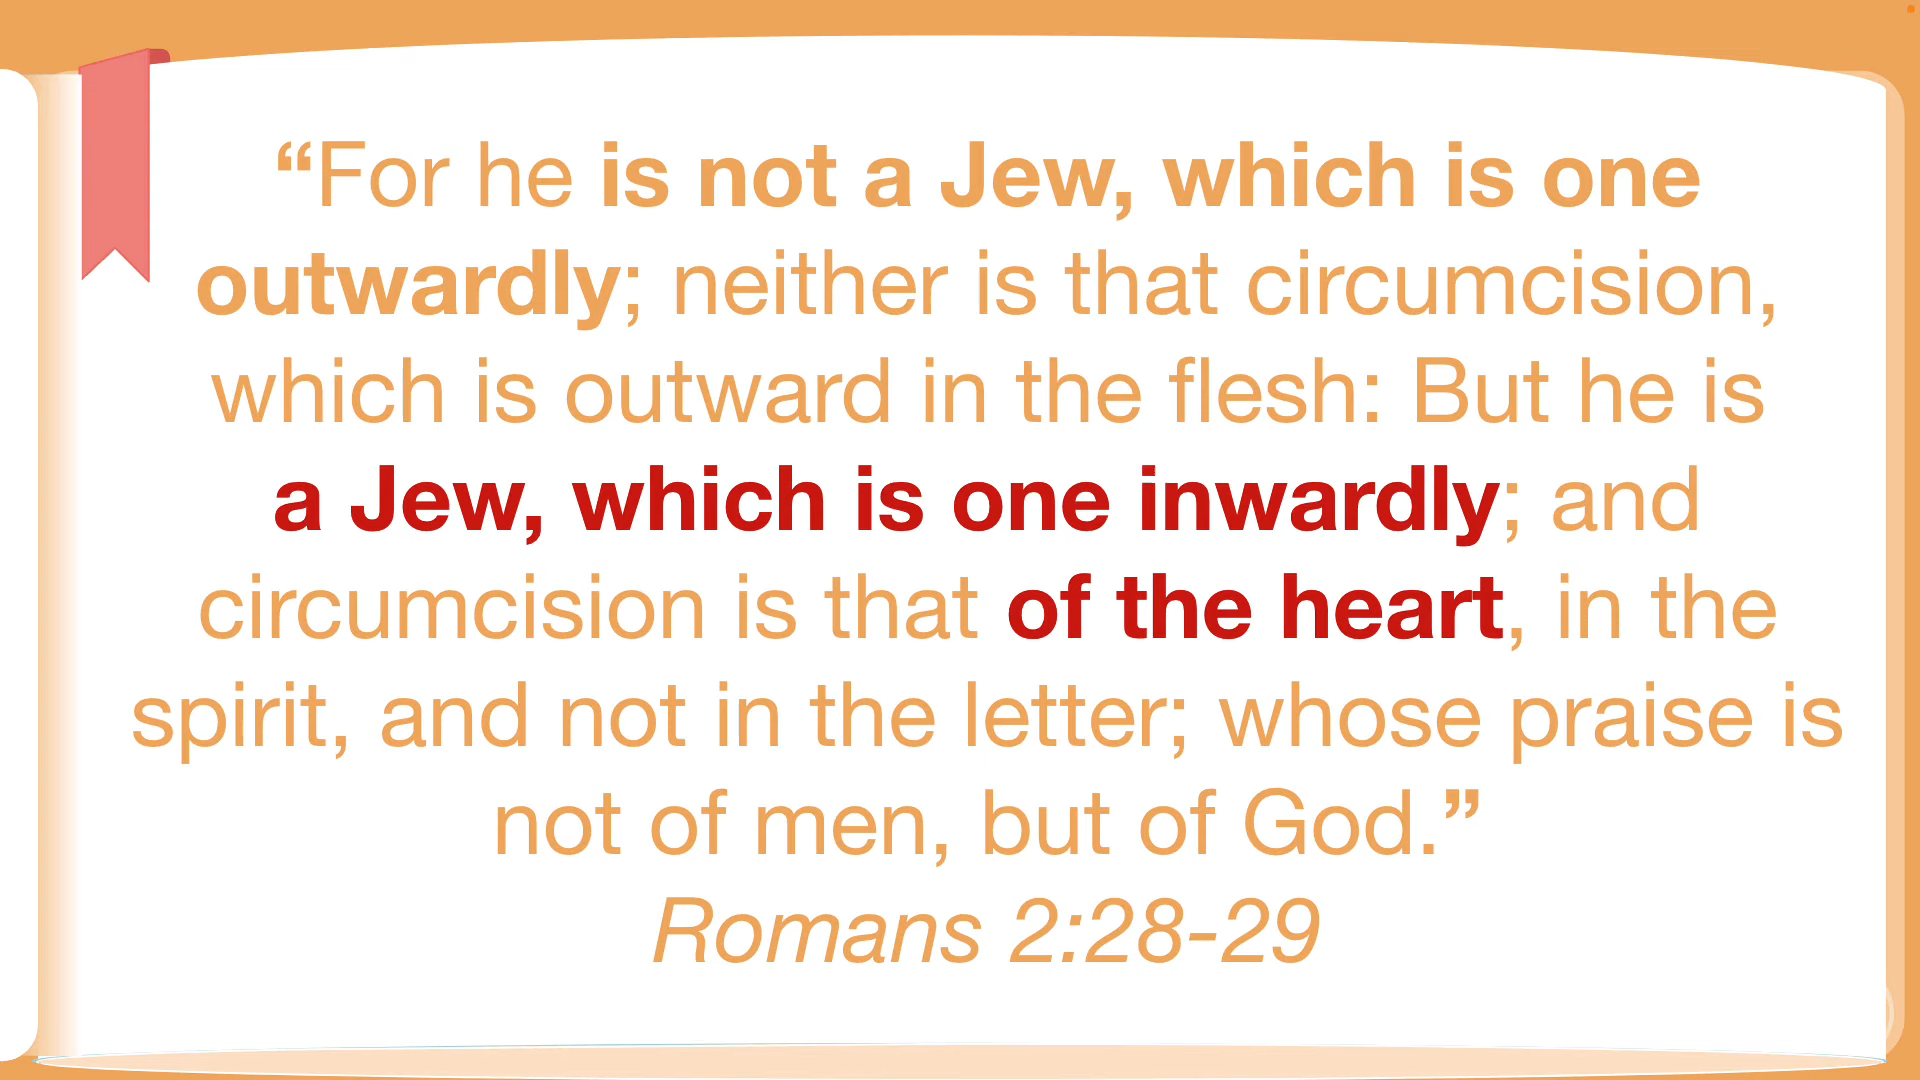 “For he is not a Jew, which is one
outwardly; neither is that circumcision,
which is outward in the flesh: But he is
a Jew, which is one inwardly; and
circumcision is that of the heart, in the
spirit, and not in the letter; whose praise is
not of men, but of God.”
Romans 2:28-29